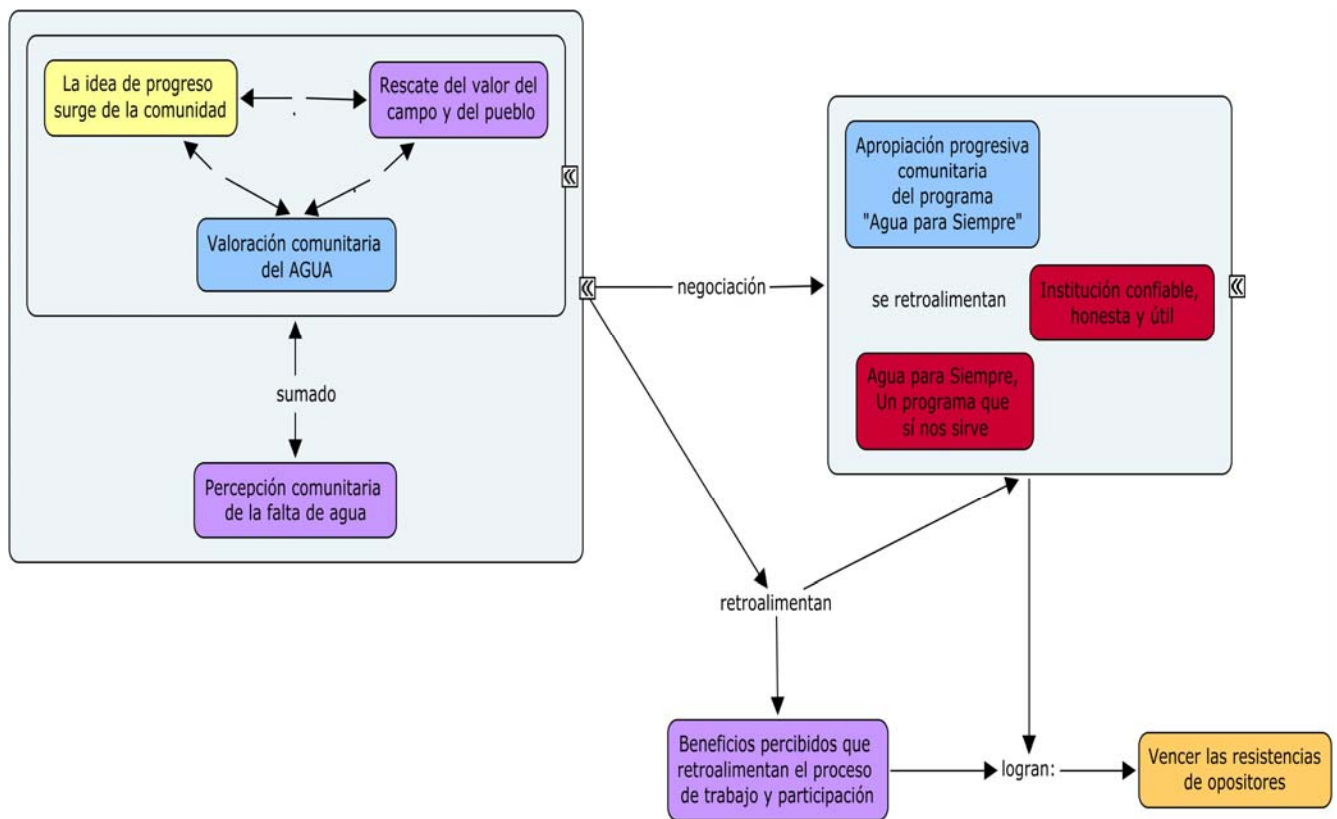 La idea de progreso
surge de la comunidad
Rescate del valor del
campo y del pueblo
Valoración comunitaria
del AGUA
sumado
Percepción comunitaria
de la falta de agua
negociación
Apropiación progresiva
comunitaria
del programa
"Agua para Siempre"
se retroalimentan
Institución confiable,
honesta y útil
Agua para Siempre,
Un programa que
sí nos sirve
retroalimentan
Beneficios percibidos que
retroalimentan el proceso
de trabajo y participación
logran:
Vencer las resistencias
de opositores